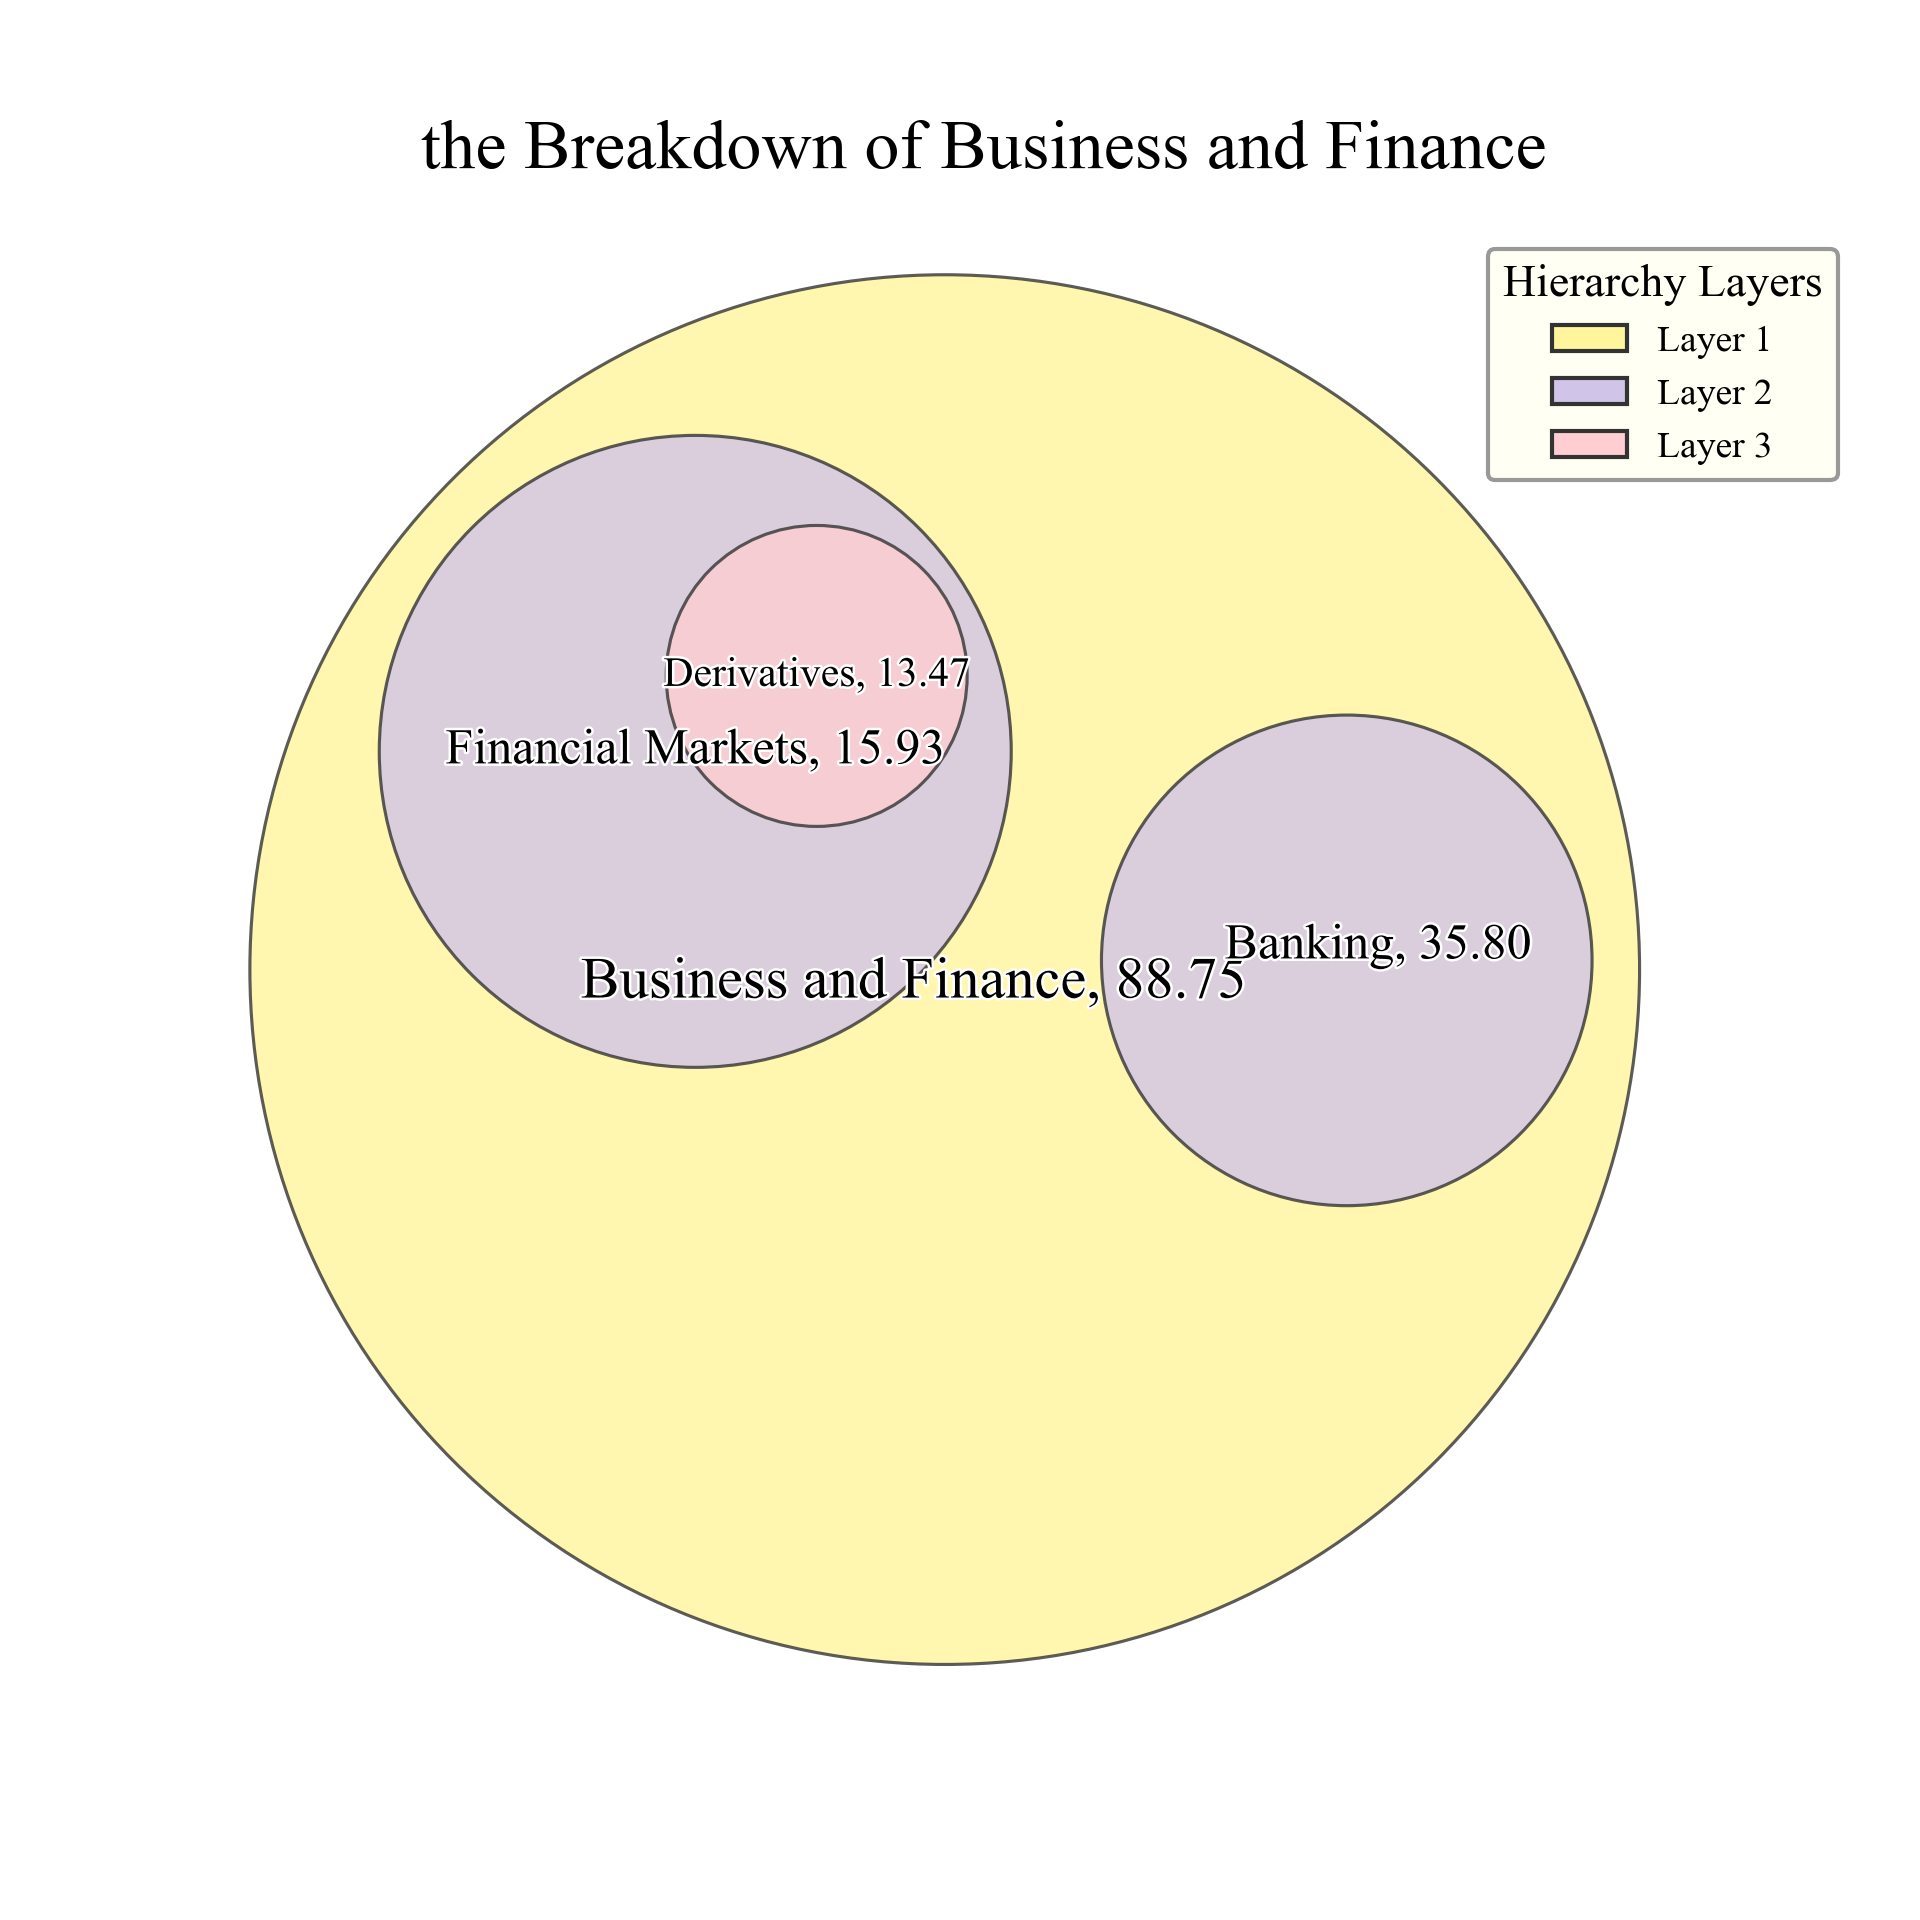 the Breakdown of Business and Finance
Hierarchy Layers
Layer 1
Layer 2
Layer 3
Derivatives, 13.47
Financial Markets, 15.93
Banking, 35.80
Business and Finance, 88.75